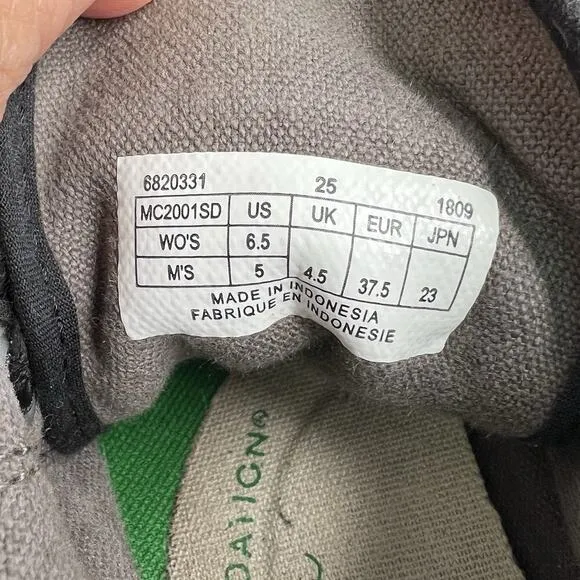 6820331 25 1809
MC2001SD US UK EUR JPN
WO'S 6.5
M'S 5 4.5 37.5 23
MADE IN INDONESIA
FABRIQUE EN INDONESIE